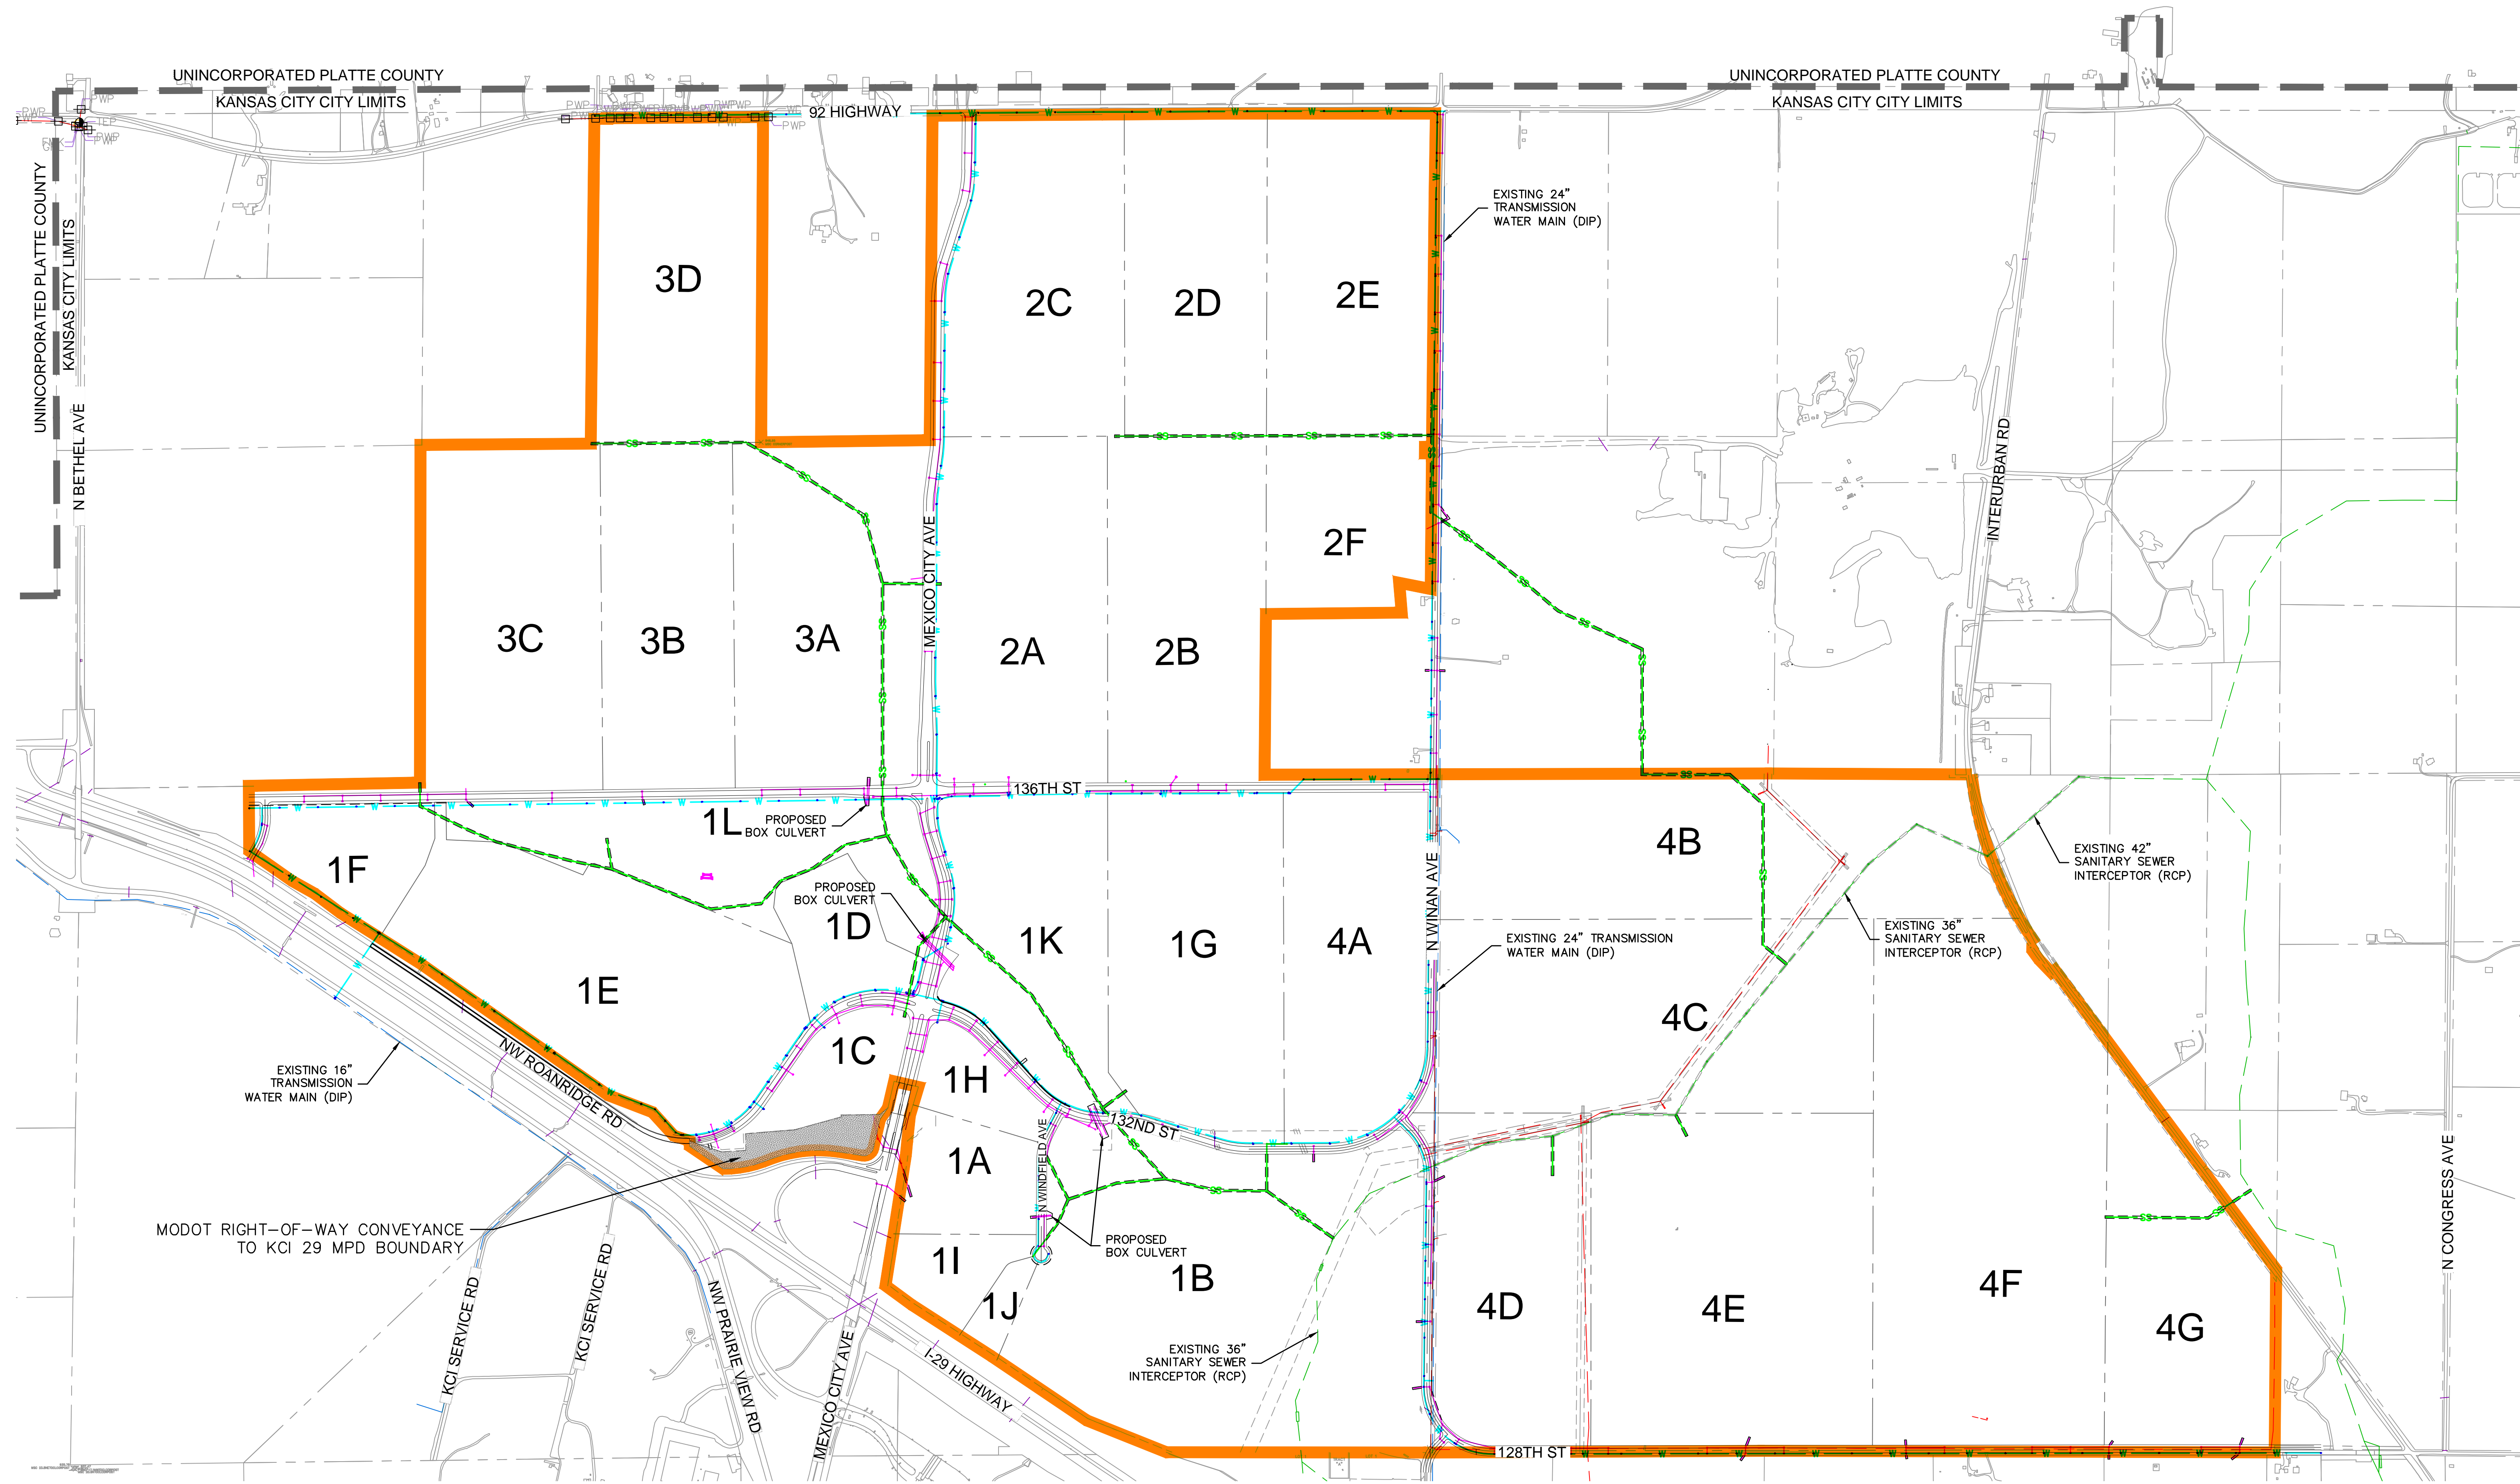 UNINCORPORATED PLATTE COUNTY
KANSAS CITY CITY LIMITS
UNINCORPORATED PLATTE COUNTY
KANSAS CITY CITY LIMITS
92 HIGHWAY
UNINCORPORATED PLATTE COUNTY
KANSAS CITY LIMITS
N BETHEL AVE
EXISTING 24"
TRANSMISSION
WATER MAIN (DIP)
3D
2C
2D
2E
INTERURBAN RD
MEXICO CITY AVE
2F
3C
3B
3A
2A
2B
136TH ST
1L
PROPOSED
BOX CULVERT
1F
PROPOSED
BOX CULVERT
1D
4B
EXISTING 42"
SANITARY SEWER
INTERCEPTOR (RCP)
N WINAN AVE
1K
1G
4A
EXISTING 24" TRANSMISSION
WATER MAIN (DIP)
EXISTING 36"
SANITARY SEWER
INTERCEPTOR (RCP)
1E
4C
1C
1H
NW ROANRIDGE RD
EXISTING 16"
TRANSMISSION
WATER MAIN (DIP)
132ND ST
1A
N WINDFIELD AVE
N CONGRESS AVE
MODOT RIGHT-OF-WAY CONVEYANCE
TO KCI 29 MPD BOUNDARY
PROPOSED
BOX CULVERT
1I
1J
1B
4D
4E
4F
4G
KCI SERVICE RD
KCI SERVICE RD
NW PRAIRIE VIEW RD
MEXICO CITY AVE
I-29 HIGHWAY
EXISTING 36"
SANITARY SEWER
INTERCEPTOR (RCP)
128TH ST